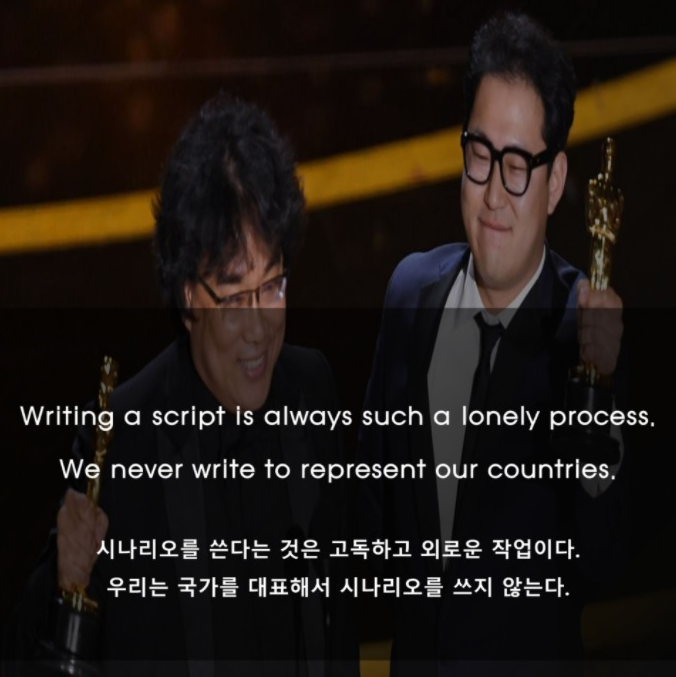 Writing a script is always such a lonely process.
We never write to represent our countries.
시나리오를 쓴다는 것은 고독하고 외로운 작업이다.
우리는 국가를 대표해서 시나리오를 쓰지 않는다.